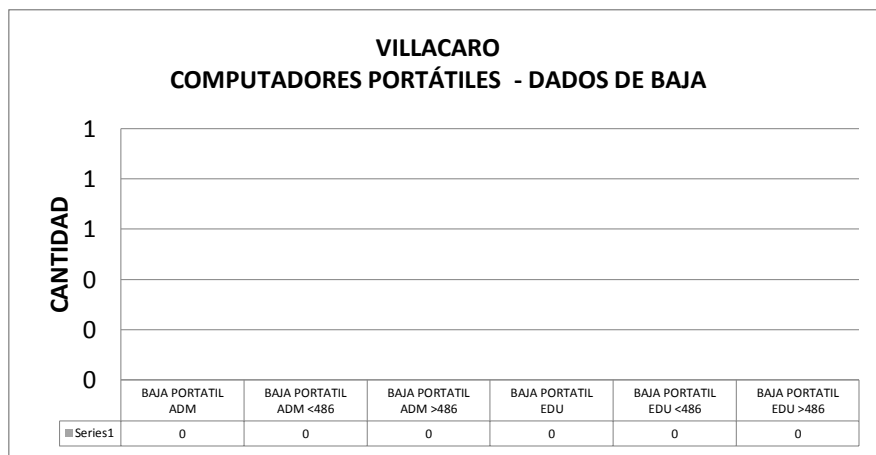 VILLACARO
COMPUTADORES PORTÁTILES - DADOS DE BAJA
CANTIDAD
1
1
1
0
0
0
BAJA PORTATIL ADM
BAJA PORTATIL ADM <486
BAJA PORTATIL ADM >486
BAJA PORTATIL EDU
BAJA PORTATIL EDU <486
BAJA PORTATIL EDU >486
Series1 0 0 0 0 0 0